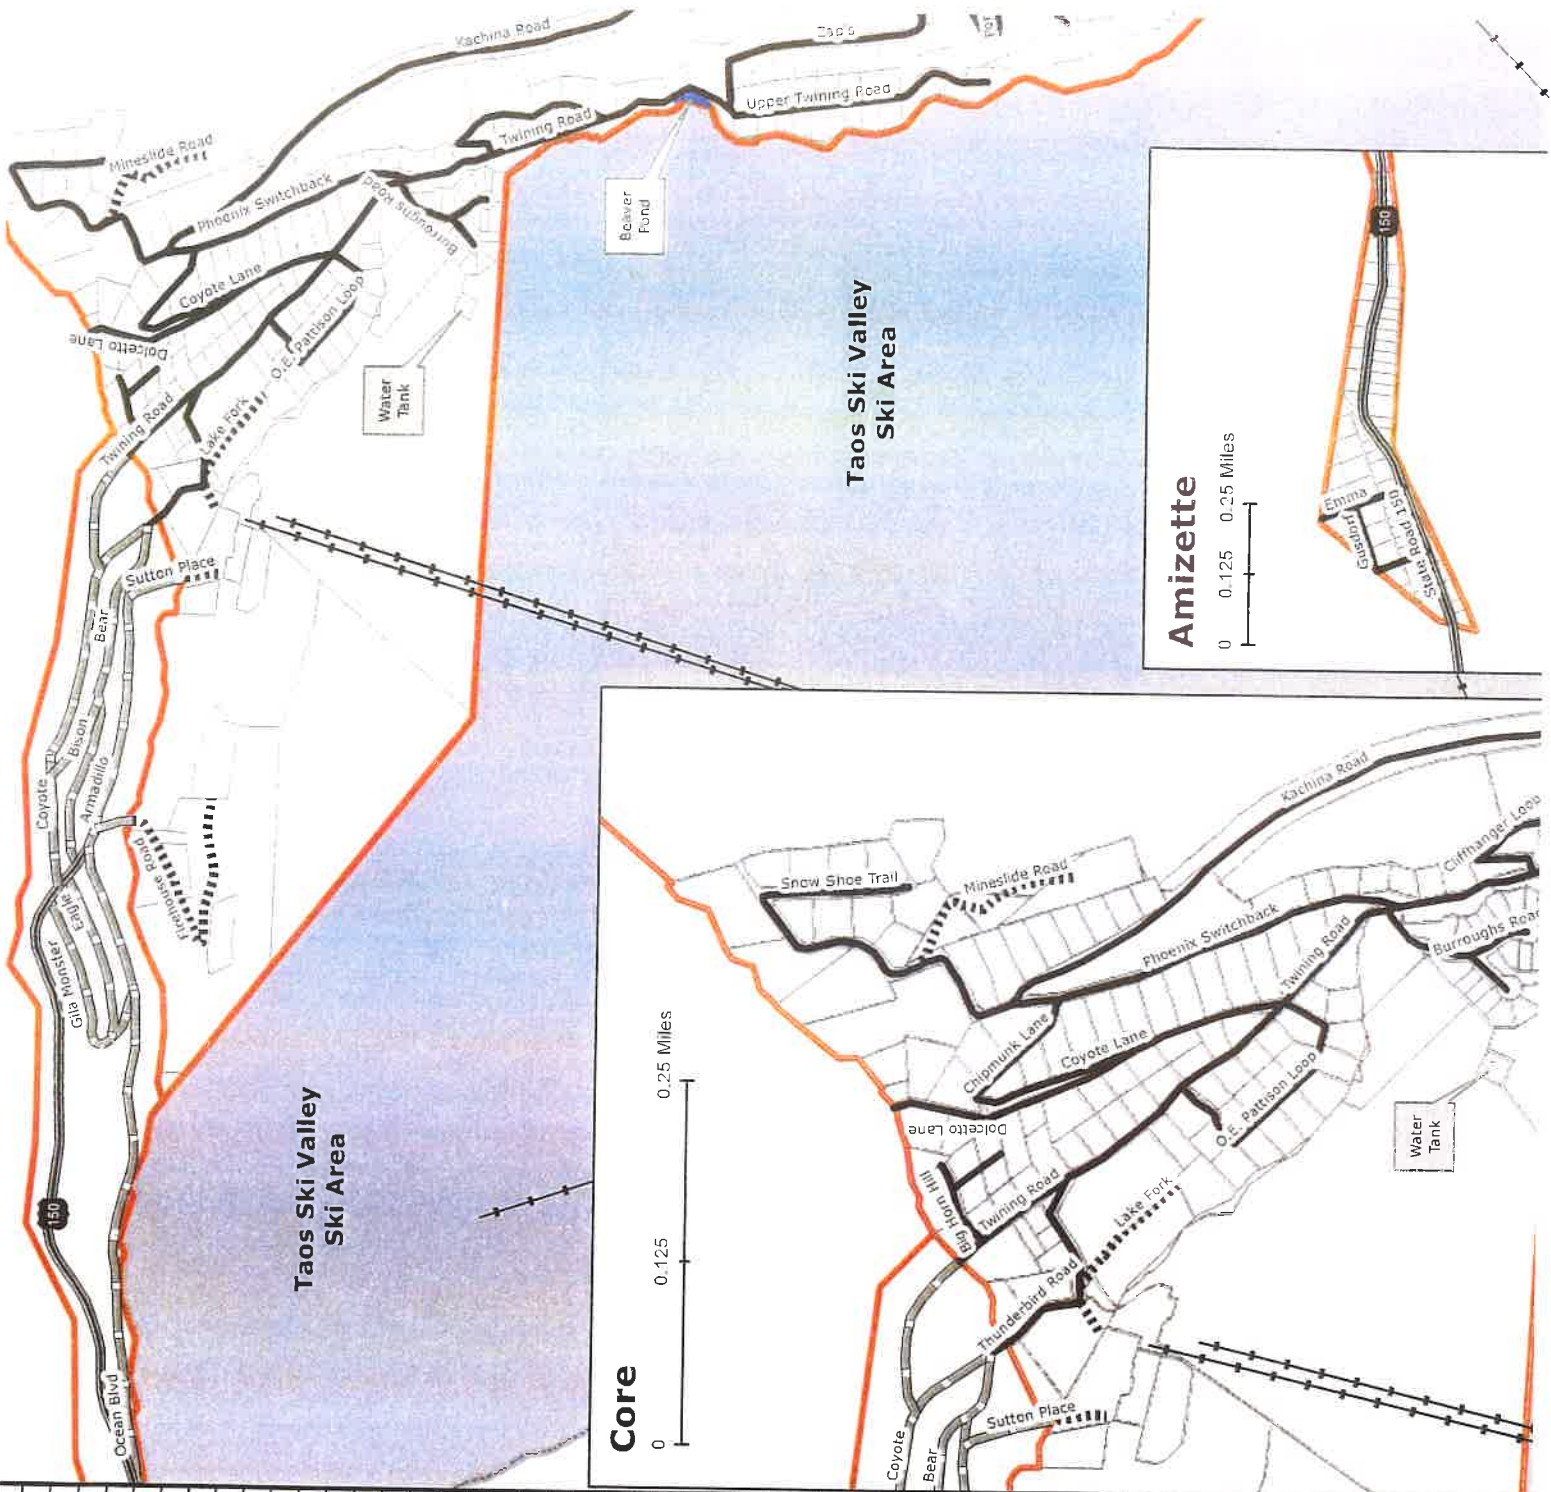 Kachina Road
Zap's
Mineslide Road
Twining Road
Upper Twining Road
Phoenix Switchback
Burroughs Road
Beaver
Pond
Coyote Lane
Dolcetto Lane
O.E. Pattison Loop
Water
Tank
Twining Road
Lake Fork
Taos Ski Valley
Ski Area
Sutton Place
Bear
Bison
Coyote
Armadillo
Firehouse Road
Eagle
Gila Monster
150
Ocean Blvd
Taos Ski Valley
Ski Area
Amizette
0 0.125 0.25 Miles
150
Emma
Gusdorf
State Road 150
Core
0 0.125 0.25 Miles
Kachina Road
Snow Shoe Trail
Mineslide Road
Cliffhanger Loop
Phoenix Switchback
Twining Road
Burroughs Road
Chipmunk Lane
Coyote Lane
Dolcetto Lane
O.E. Pattison Loop
Water
Tank
Big Horn Hill
Twining Road
Lake Fork
Thunderbird Road
Sutton Place
Coyote
Bear